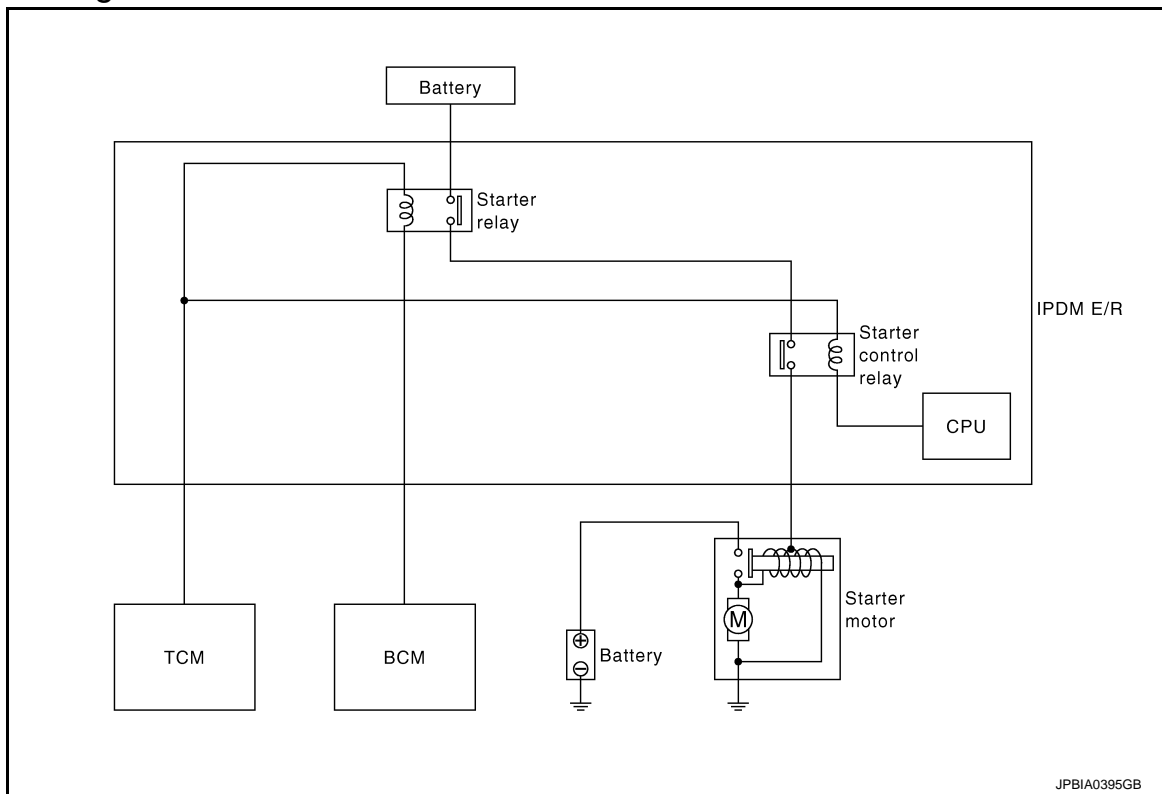 Battery
Starter
relay
IPDM E/R
Starter
control
relay
CPU
TCM
BCM
Battery
M
Starter
motor
JPBIA0395GB